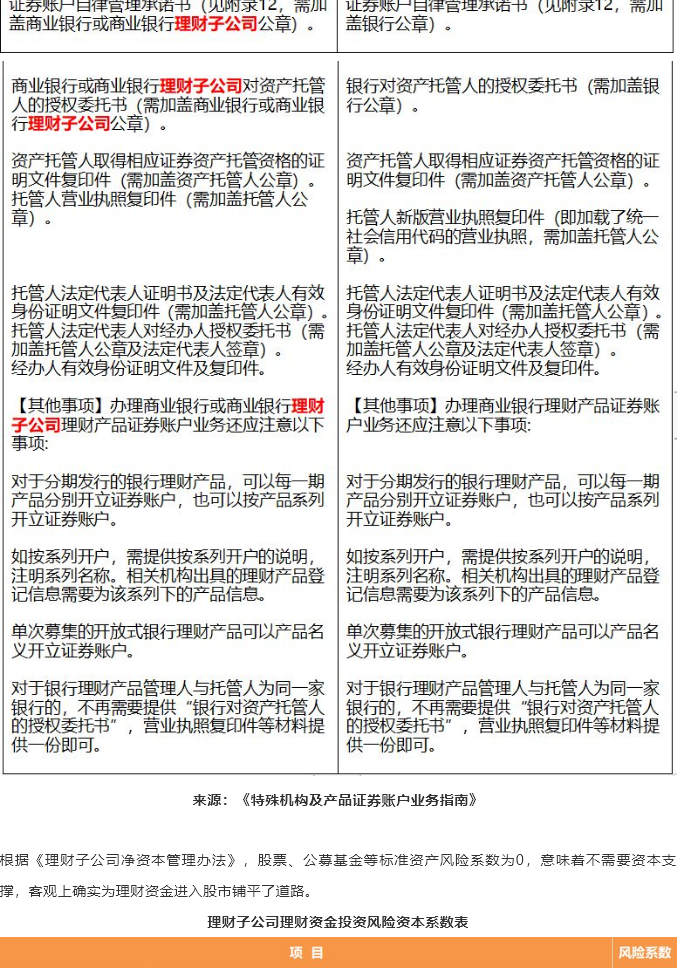 证券账户自律管理承诺书（见附录12，需加
盖商业银行或商业银行理财子公司公章）。
商业银行或商业银行理财子公司对资产托管
人的授权委托书（需加盖商业银行或商业银
行理财子公司公章）。
资产托管人取得相应证券资产托管资格的证
明文件复印件（需加盖资产托管人公章）。
托管人营业执照复印件（需加盖托管人公
章）。
托管人法定代表人证明书及法定代表人有效
身份证明文件复印件（需加盖托管人公章）。
托管人法定代表人对经办人授权委托书（需
加盖托管人公章及法定代表人签章）。
经办人有效身份证明文件及复印件。
【其他事项】办理商业银行或商业银行理财
子公司理财产品证券账户业务还应注意以下
事项:
对于分期发行的银行理财产品，可以每一期
产品分别开立证券账户，也可以按产品系列
开立证券账户。
如按系列开户，需提供按系列开户的说明，
注明系列名称。相关机构出具的理财产品登
记信息需要为该系列下的产品信息。
单次募集的开放式银行理财产品可以产品名
义开立证券账户。
对于银行理财产品管理人与托管人为同一家
银行的，不再需要提供“银行对资产托管人
的授权委托书”，营业执照复印件等材料提
供一份即可。
证券账户自律管理承诺书（见附录12，需加
盖银行公章）。
银行对资产托管人的授权委托书（需加盖银
行公章）。
资产托管人取得相应证券资产托管资格的证
明文件复印件（需加盖资产托管人公章）。
托管人新版营业执照复印件（即加载了统一
社会信用代码的营业执照，需加盖托管人公
章）。
托管人法定代表人证明书及法定代表人有效
身份证明文件复印件（需加盖托管人公章）。
托管人法定代表人对经办人授权委托书（需
加盖托管人公章及法定代表人签章）。
经办人有效身份证明文件及复印件。
【其他事项】办理商业银行理财产品证券账
户业务还应注意以下事项:
对于分期发行的银行理财产品，可以每一期
产品分别开立证券账户，也可以按产品系列
开立证券账户。
如按系列开户，需提供按系列开户的说明，
注明系列名称。相关机构出具的理财产品登
记信息需要为该系列下的产品信息。
单次募集的开放式银行理财产品可以产品名
义开立证券账户。
对于银行理财产品管理人与托管人为同一家
银行的，不再需要提供“银行对资产托管人
的授权委托书”，营业执照复印件等材料提
供一份即可。
来源：《特殊机构及产品证券账户业务指南》
根据《理财子公司净资本管理办法》，股票、公募基金等标准资产风险系数为0，意味着不需要资本支
撑，客观上确实为理财资金进入股市铺平了道路。
理财子公司理财资金投资风险资本系数表
项 目
风险系数